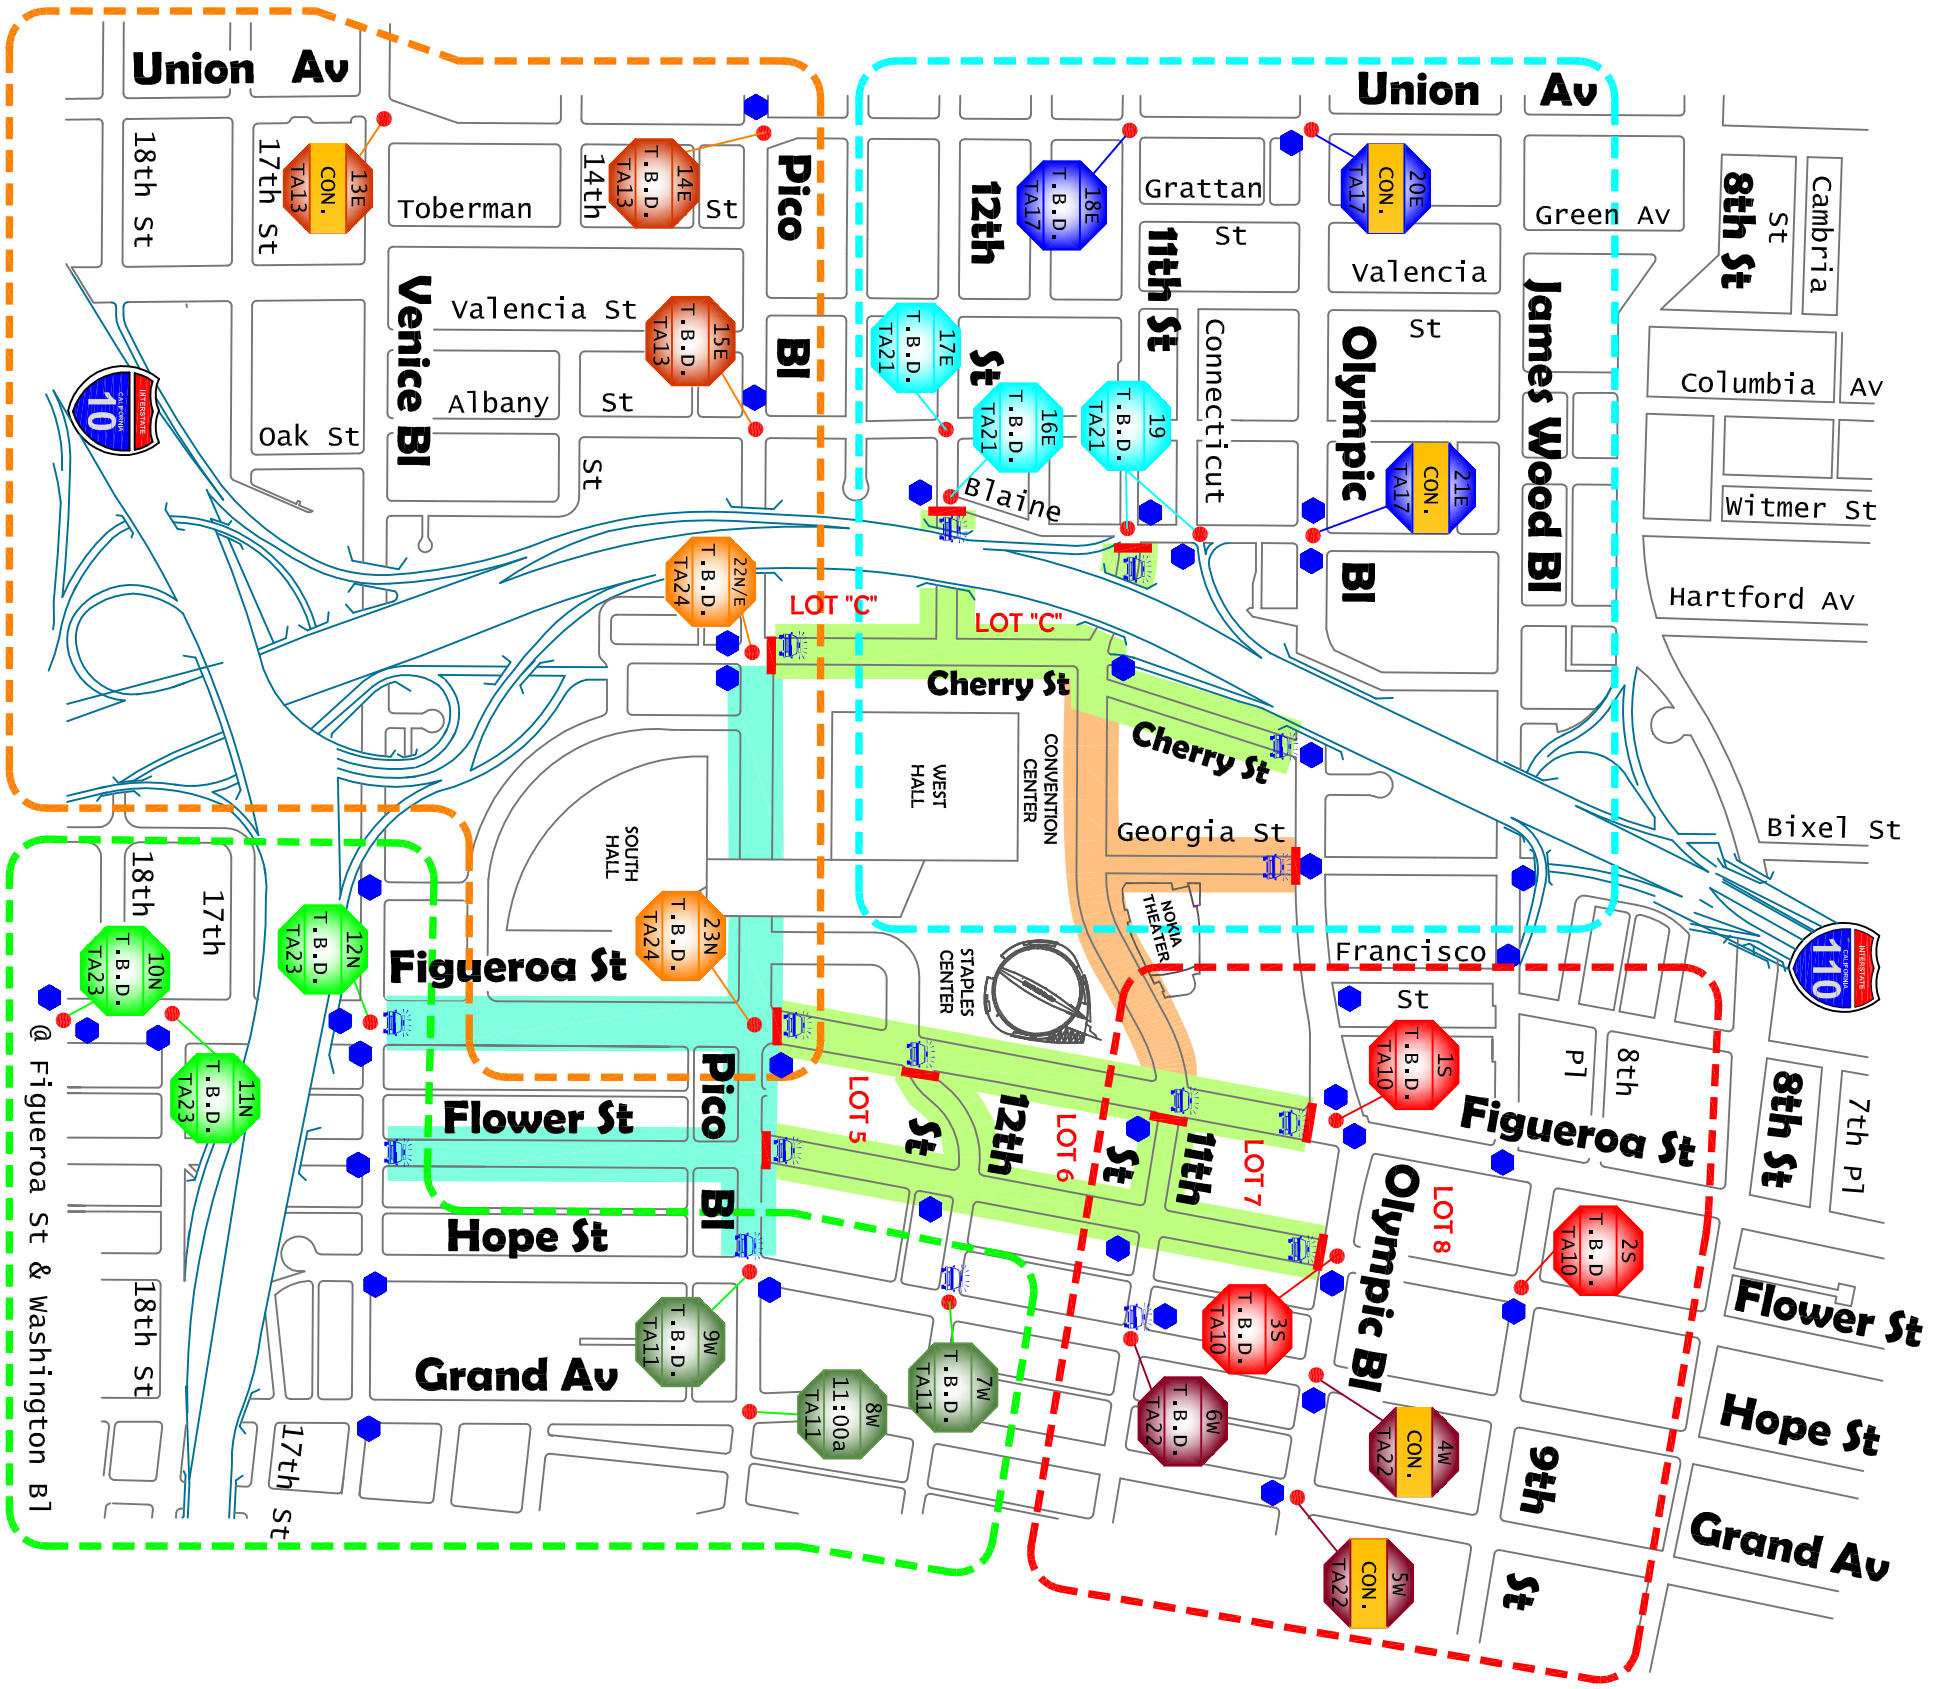 Union Av
Union Av
18th St
17th St
13E
CON.
TA13
Toberman
14th
14E
T.B.D.
TA13
St
Pico Bl
12th St
18E
T.B.D.
TA17
Grattan
St
20E
CON.
TA17
Green Av
8th St
St
Cambria
Valencia
St
11th St
James Wood Bl
Venice Bl
Valencia St
15E
T.B.D.
TA13
17E
T.B.D.
TA21
Connecticut
Olympic Bl
Columbia Av
INTERSTATE
CALIFORNIA
10
Albany St
Oak St
16E
T.B.D.
TA21
19
T.B.D.
TA21
St
Blaine
21E
CON.
TA17
Witmer St
22N/E
T.B.D.
TA24
LOT "C"
LOT "C"
Hartford Av
Cherry St
Cherry St
WEST
HALL
CONVENTION
CENTER
Georgia St
Bixel St
SOUTH
HALL
18th
17th
12N
T.B.D.
TA23
Figueroa St
23N
T.B.D.
TA24
STAPLES
CENTER
NOKIA
THEATER
Francisco
St
INTERSTATE
CALIFORNIA
110
10N
T.B.D.
TA23
11N
T.B.D.
TA23
@ Figueroa St & Washington Bl
Flower St
Pico Bl
LOT 5
12th
St
LOT 6
11th
St
LOT 7
1S
T.B.D.
TA10
Pl
8th
Figueroa St
8th St
7th Pl
Hope St
Olympic Bl
LOT 8
2S
T.B.D.
TA10
Flower St
18th St
9W
T.B.D.
TA11
3S
T.B.D.
TA10
Grand Av
8W
11:00a
TA11
7W
T.B.D.
TA11
6W
T.B.D.
TA22
4W
CON.
TA22
9th
St
Hope St
17th St
5W
CON.
TA22
Grand Av